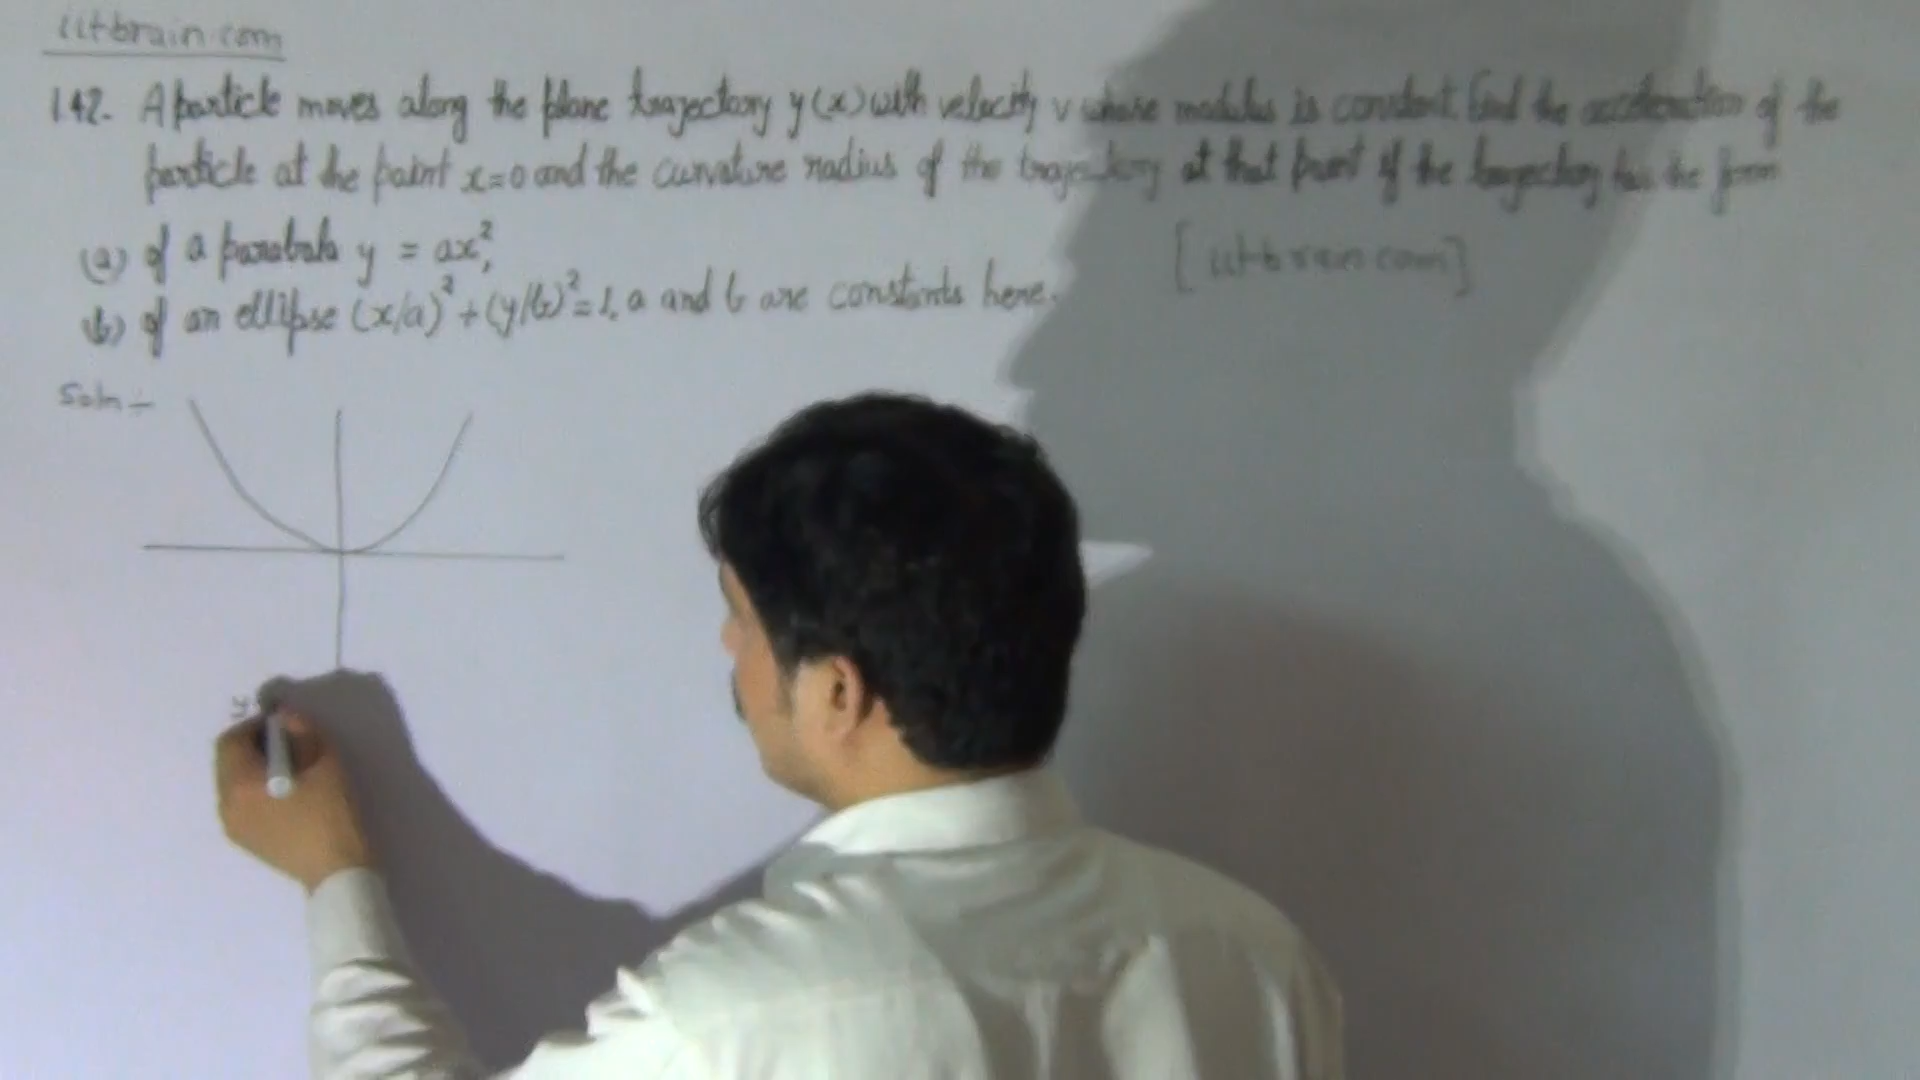 iitbrain.com
1.42. A particle moves along the plane trajectory y(x) with velocity v whose modulus is constant. Find the acceleration of the
particle at the point x=0 and the curvature radius of the trajectory at that point if the trajectory has the form
(a) of a parabola y = ax²,
(b) of an ellipse (x/a)² + (y/b)² = 1, a and b are constants here.
[iitbrain.com]
Soln ÷
y